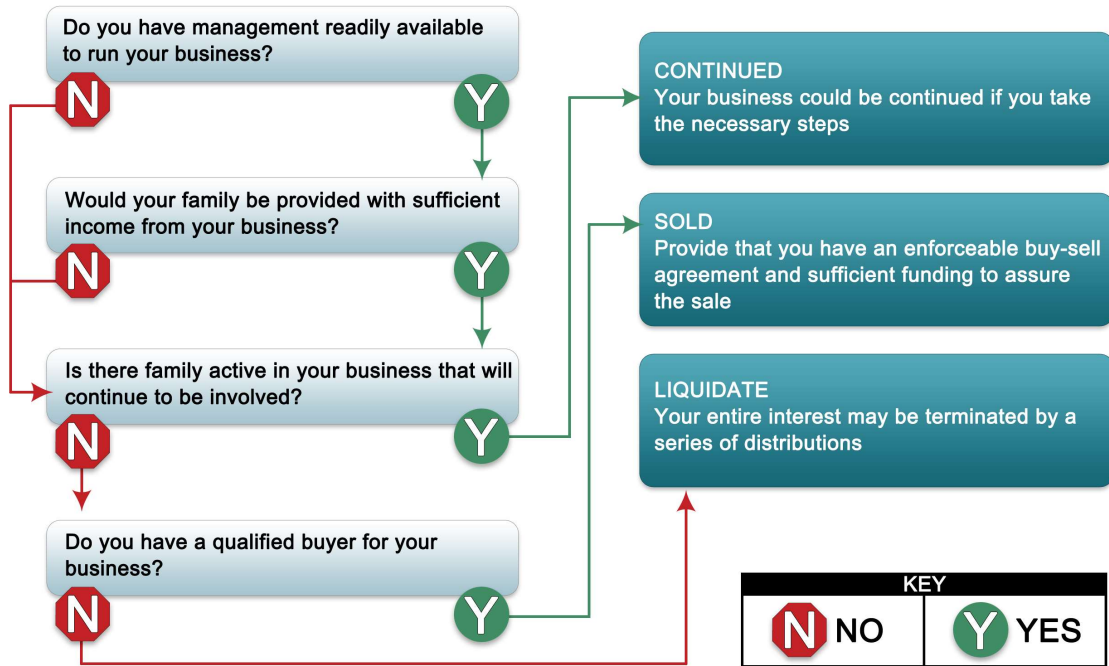 Do you have management readily available
to run your business?
N
Y
Would your family be provided with sufficient
income from your business?
N
Y
Is there family active in your business that will
continue to be involved?
N
Y
Do you have a qualified buyer for your
business?
N
Y
CONTINUED
Your business could be continued if you take
the necessary steps
SOLD
Provide that you have an enforceable buy-sell
agreement and sufficient funding to assure
the sale
LIQUIDATE
Your entire interest may be terminated by a
series of distributions
KEY
N NO
Y YES